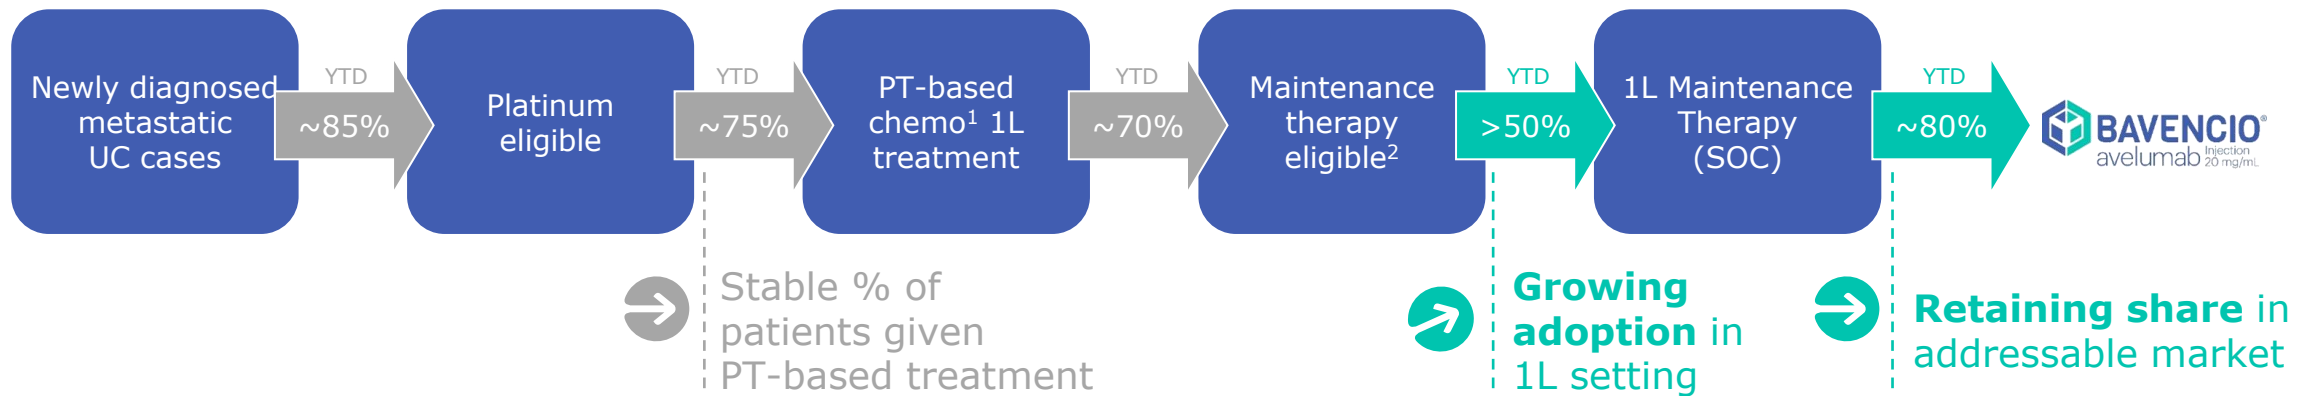 Newly diagnosed
metastatic
UC cases
YTD
~85%
Platinum
eligible
YTD
~75%
PT-based
chemo1 1L
treatment
YTD
~70%
Maintenance
therapy
eligible2
YTD
>50%
1L Maintenance
Therapy
(SOC)
YTD
~80%
BAVENCIO®
avelumab Injection
20 mg/mL
Stable % of
patients given
PT-based treatment
Growing
adoption in
1L setting
Retaining share in
addressable market